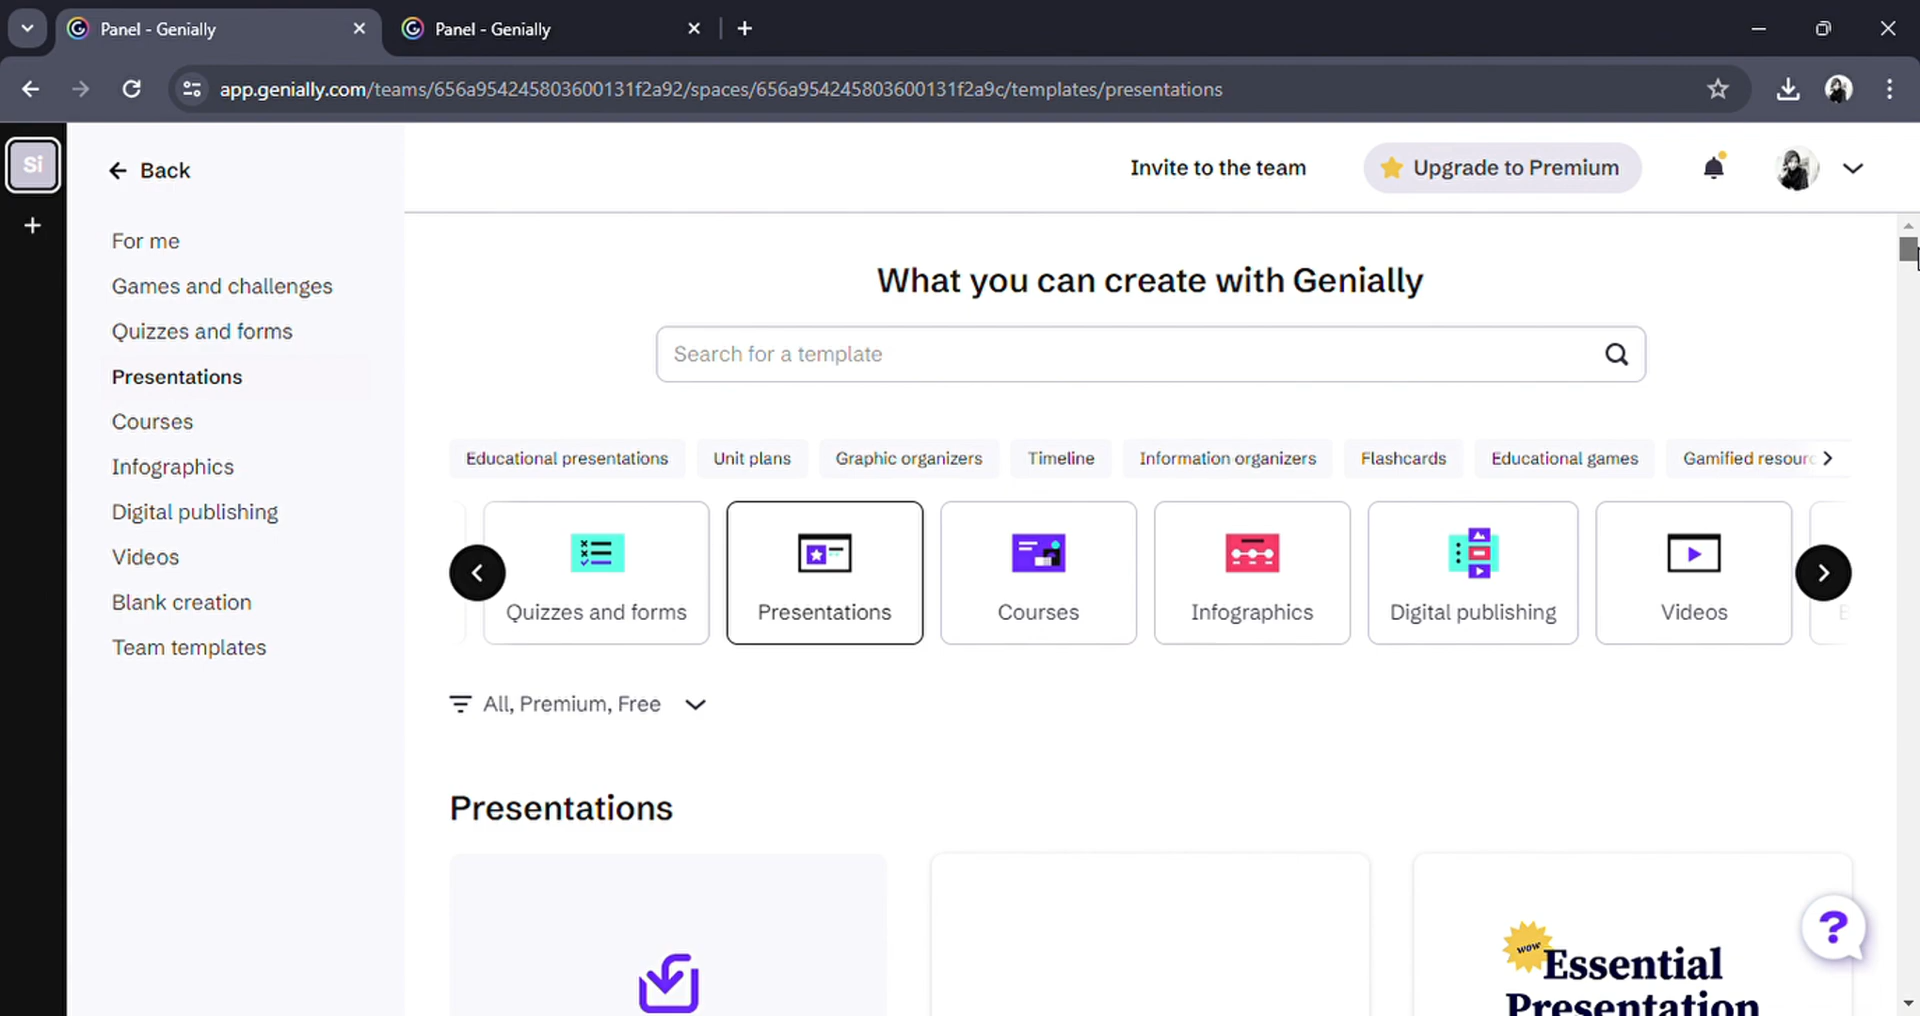 Panel - Genially
Panel - Genially
app.genially.com/teams/656a954245803600131f2a92/spaces/656a954245803600131f2a9c/templates/presentations
Si
Back
Invite to the team
Upgrade to Premium
For me
Games and challenges
Quizzes and forms
Presentations
Courses
Infographics
Digital publishing
Videos
Blank creation
Team templates
What you can create with Genially
Search for a template
Educational presentations Unit plans Graphic organizers Timeline Information organizers Flashcards Educational games Gamified resourc
Quizzes and forms Presentations Courses Infographics Digital publishing Videos
All, Premium, Free
Presentations
wow
Essential
Presentation
?